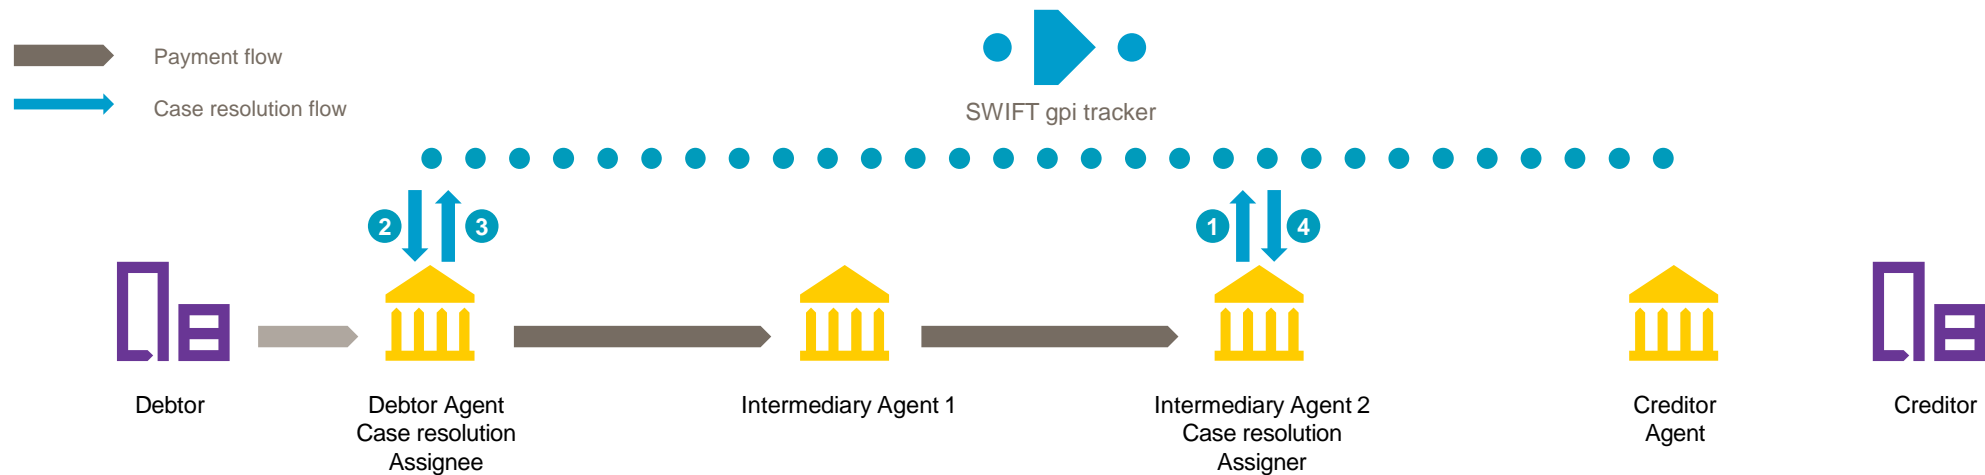 Payment flow
Case resolution flow
SWIFT gpi tracker
2
3
1
4
Debtor
Debtor Agent
Case resolution
Assignee
Intermediary Agent 1
Intermediary Agent 2
Case resolution
Assigner
Creditor
Agent
Creditor